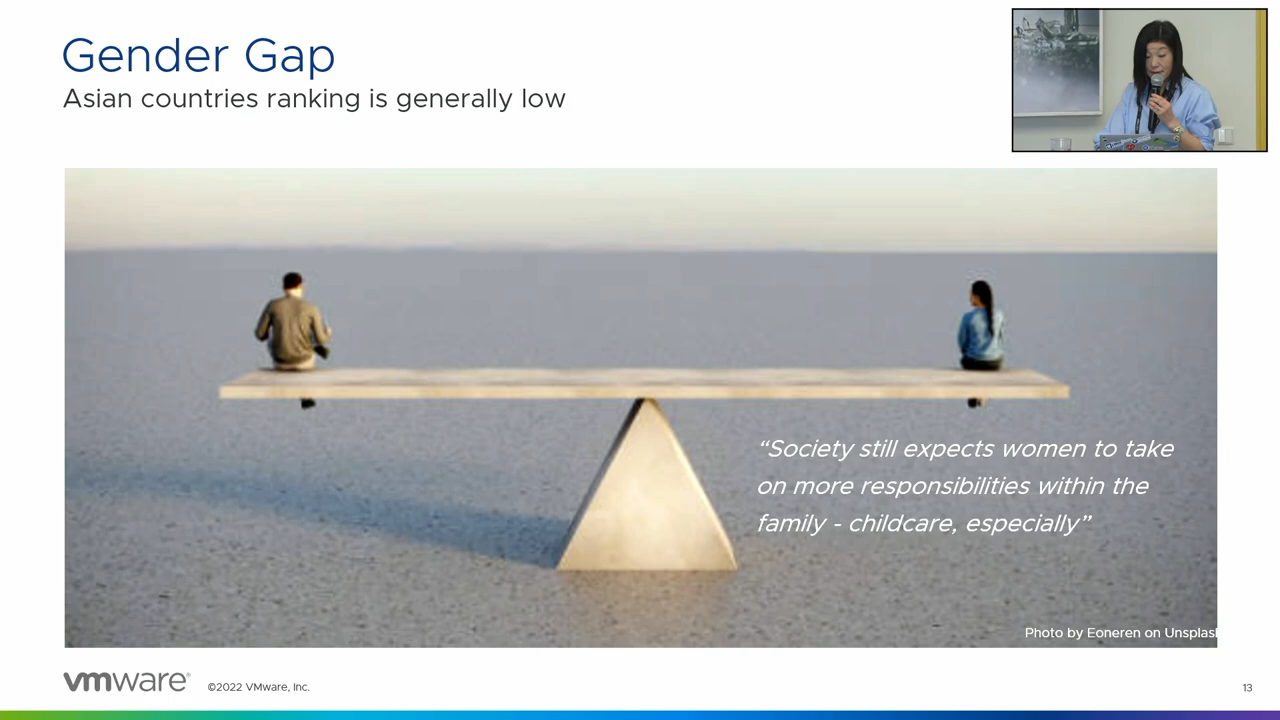 Gender Gap
Asian countries ranking is generally low
“Society still expects women to take
on more responsibilities within the
family - childcare, especially”
Photo by Eoneren on Unsplash
vmware®
©2022 VMware, Inc.
13